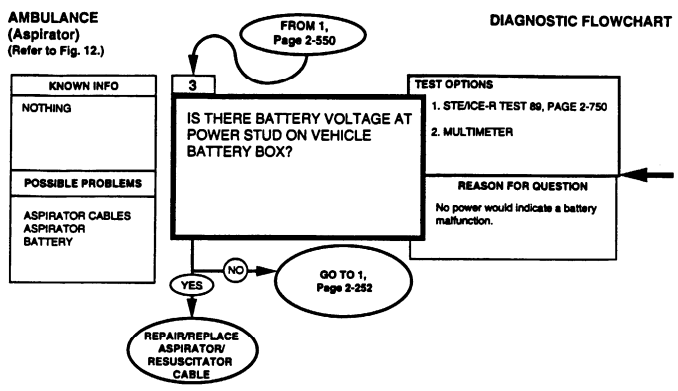 AMBULANCE
(Aspirator)
(Refer to Fig. 12.)
DIAGNOSTIC FLOWCHART
FROM 1,
Page 2-550
KNOWN INFO
NOTHING
POSSIBLE PROBLEMS
ASPIRATOR CABLES
ASPIRATOR
BATTERY
3
IS THERE BATTERY VOLTAGE AT
POWER STUD ON VEHICLE
BATTERY BOX?
TEST OPTIONS
1. STE/ICE-R TEST 89, PAGE 2-750
2. MULTIMETER
REASON FOR QUESTION
No power would indicate a battery
malfunction.
NO
GO TO 1,
Page 2-252
YES
REPAIR/REPLACE
ASPIRATOR/
RESUSCITATOR
CABLE